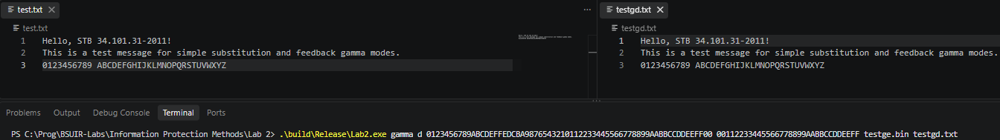 test.txt
testgd.txt
test.txt
1 Hello, STB 34.101.31-2011!
2 This is a test message for simple substitution and feedback gamma modes.
3 0123456789 ABCDEFGHIJKLMNOPQRSTUVWXYZ
testgd.txt
1 Hello, STB 34.101.31-2011!
2 This is a test message for simple substitution and feedback gamma modes.
3 0123456789 ABCDEFGHIJKLMNOPQRSTUVWXYZ
Problems Output Debug Console Terminal Ports
PS C:\Prog\BSUIR-Labs\Information Protection Methods\Lab 2> .\build\Release\Lab2.exe gamma d 0123456789ABCDEFFEDCBA9876543210112233445566778899AABBCCDDEEFF00 00112233445566778899AABBCCDDEEFF testge.bin testgd.txt